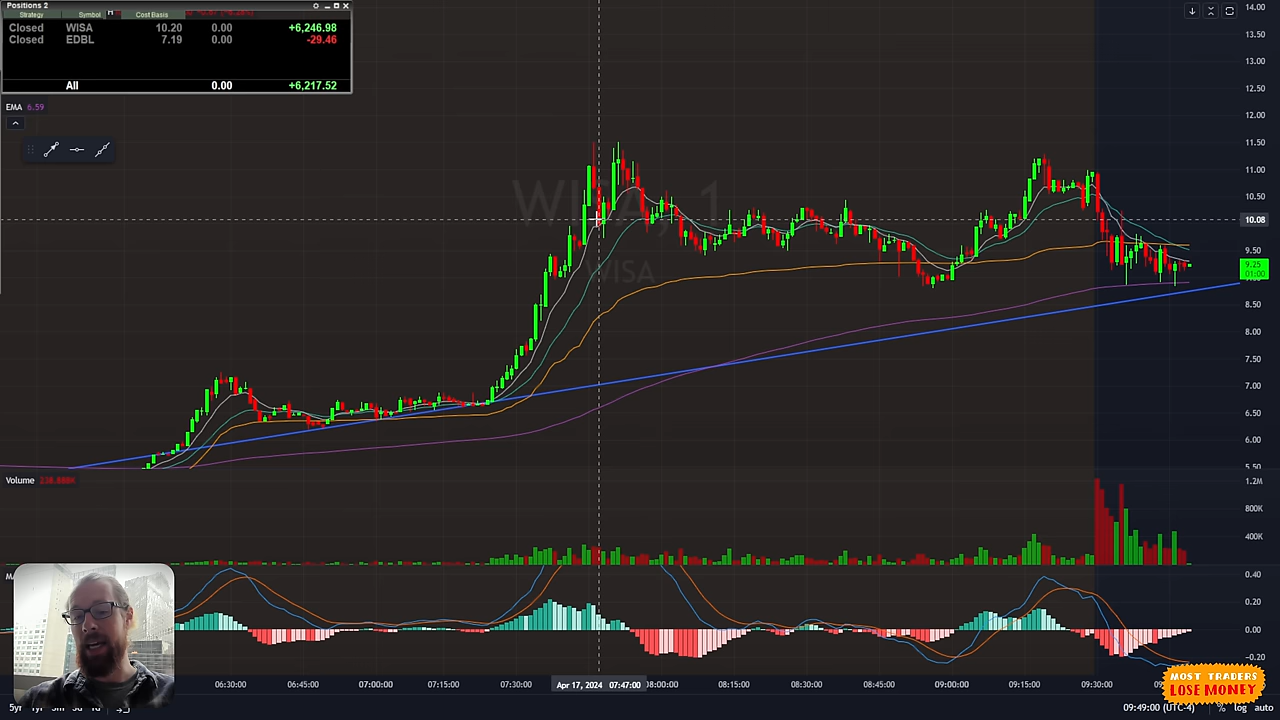 Positions 2
Strategy Symbol Cost Basis
Closed WISA 10.20 0.00 +6,246.98
Closed EDBL 7.19 0.00 -29.46
All 0.00 +6,217.52
EMA 6.59
WISA, 1
WISA
14.00
13.50
13.00
12.50
12.00
11.50
11.00
10.50
10.08
9.50
9.25
01:00
8.50
8.00
7.50
7.00
6.50
6.00
5.50
Volume
1.2M
800K
400K
0.40
0.20
0.00
-0.20
06:30:00 06:45:00 07:00:00 07:15:00 07:30:00 Apr 17, 2024 07:47:00 08:00:00 08:15:00 08:30:00 08:45:00 09:00:00 09:15:00 09:30:00
MOST TRADERS
LOSE MONEY
5yr 1yr 09:49:00 (UTC-4) % log auto